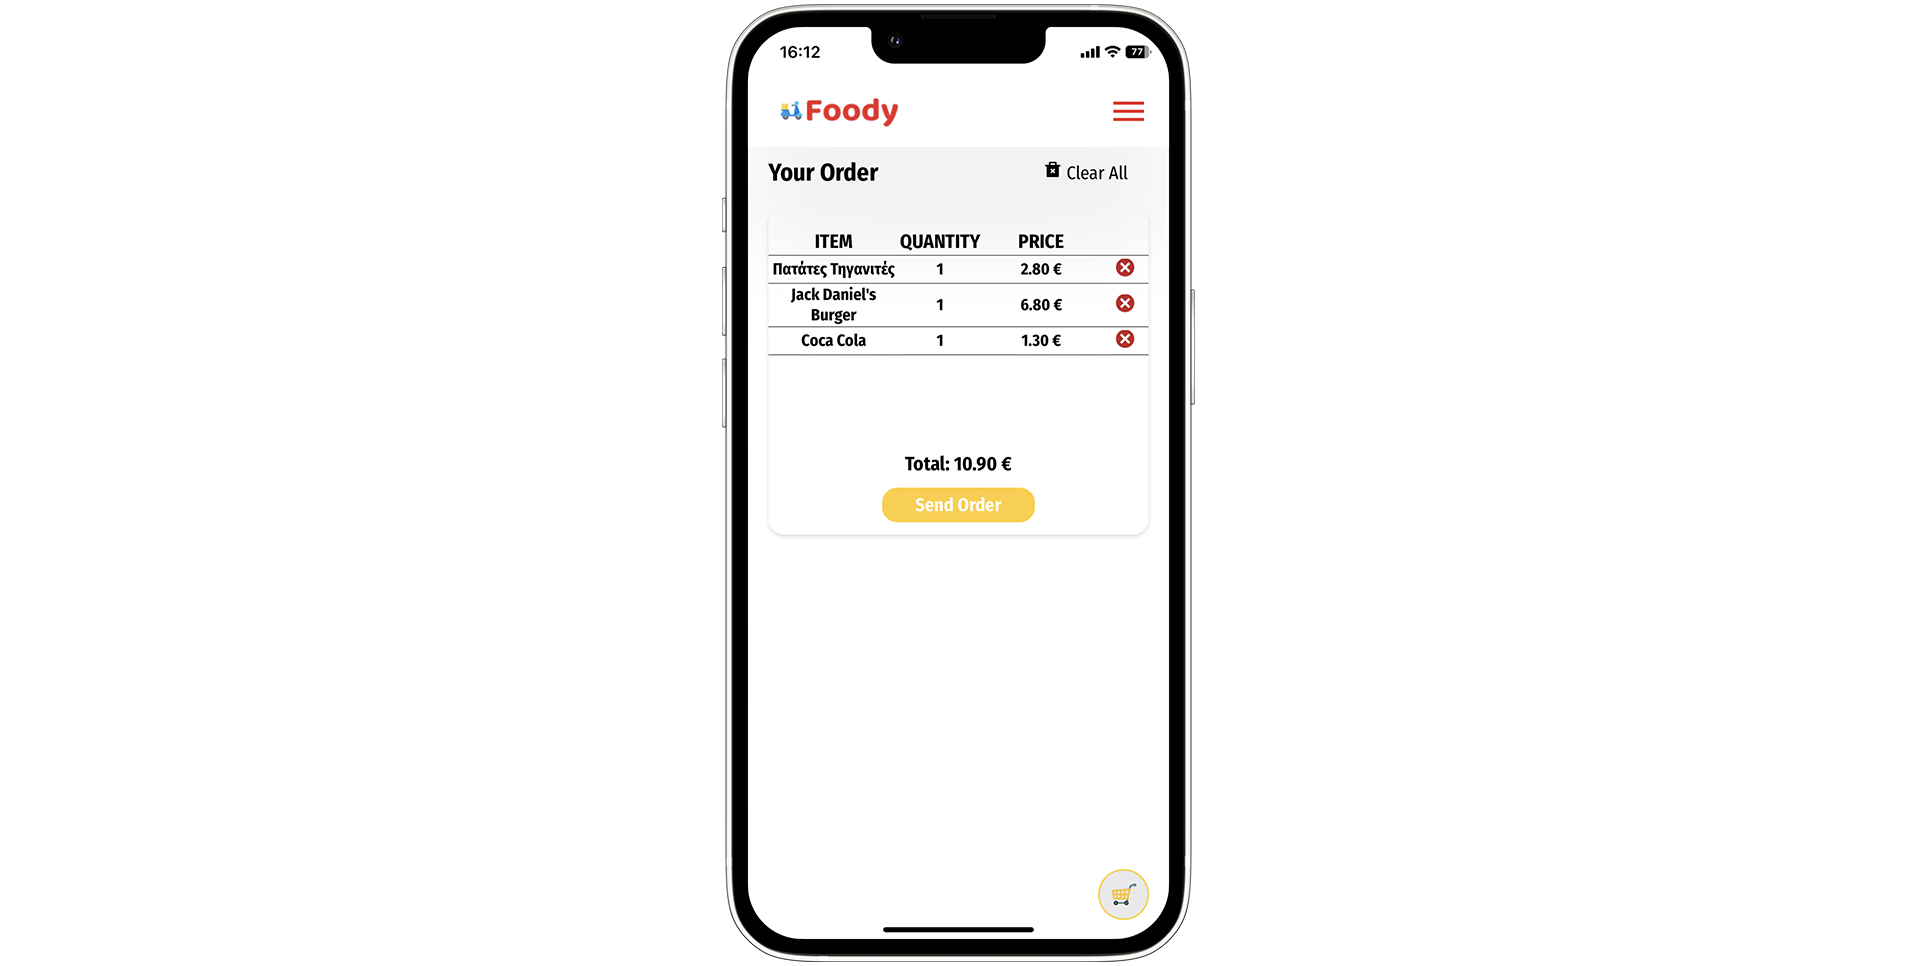 16:12
77
Foody
Your Order
Clear All
ITEM QUANTITY PRICE
Πατάτες Τηγανιτές 1 2.80 €
Jack Daniel's
Burger 1 6.80 €
Coca Cola 1 1.30 €
Total: 10.90 €
Send Order